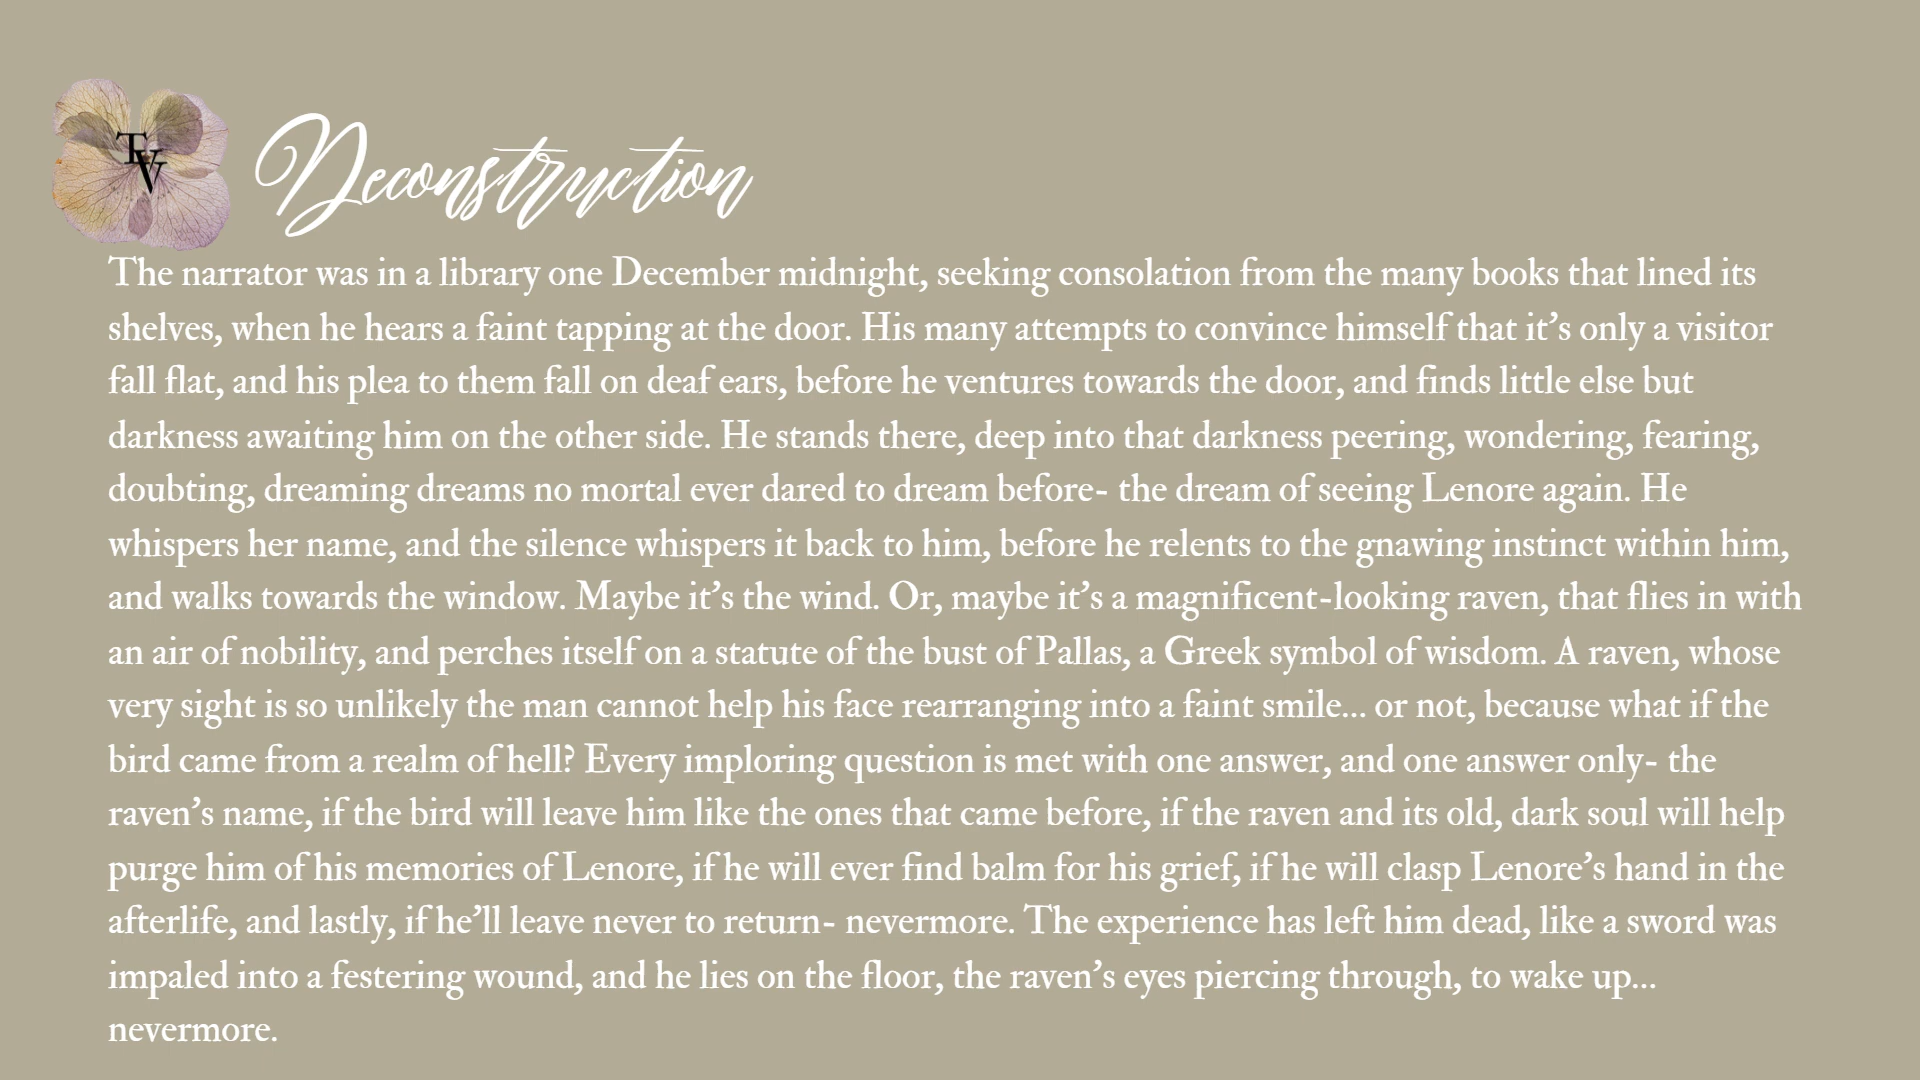 TV
Deconstruction
The narrator was in a library one December midnight, seeking consolation from the many books that lined its
shelves, when he hears a faint tapping at the door. His many attempts to convince himself that it’s only a visitor
fall flat, and his plea to them fall on deaf ears, before he ventures towards the door, and finds little else but
darkness awaiting him on the other side. He stands there, deep into that darkness peering, wondering, fearing,
doubting, dreaming dreams no mortal ever dared to dream before- the dream of seeing Lenore again. He
whispers her name, and the silence whispers it back to him, before he relents to the gnawing instinct within him,
and walks towards the window. Maybe it’s the wind. Or, maybe it’s a magnificent-looking raven, that flies in with
an air of nobility, and perches itself on a statute of the bust of Pallas, a Greek symbol of wisdom. A raven, whose
very sight is so unlikely the man cannot help his face rearranging into a faint smile... or not, because what if the
bird came from a realm of hell? Every imploring question is met with one answer, and one answer only- the
raven’s name, if the bird will leave him like the ones that came before, if the raven and its old, dark soul will help
purge him of his memories of Lenore, if he will ever find balm for his grief, if he will clasp Lenore’s hand in the
afterlife, and lastly, if he’ll leave never to return- nevermore. The experience has left him dead, like a sword was
impaled into a festering wound, and he lies on the floor, the raven’s eyes piercing through, to wake up...
nevermore.